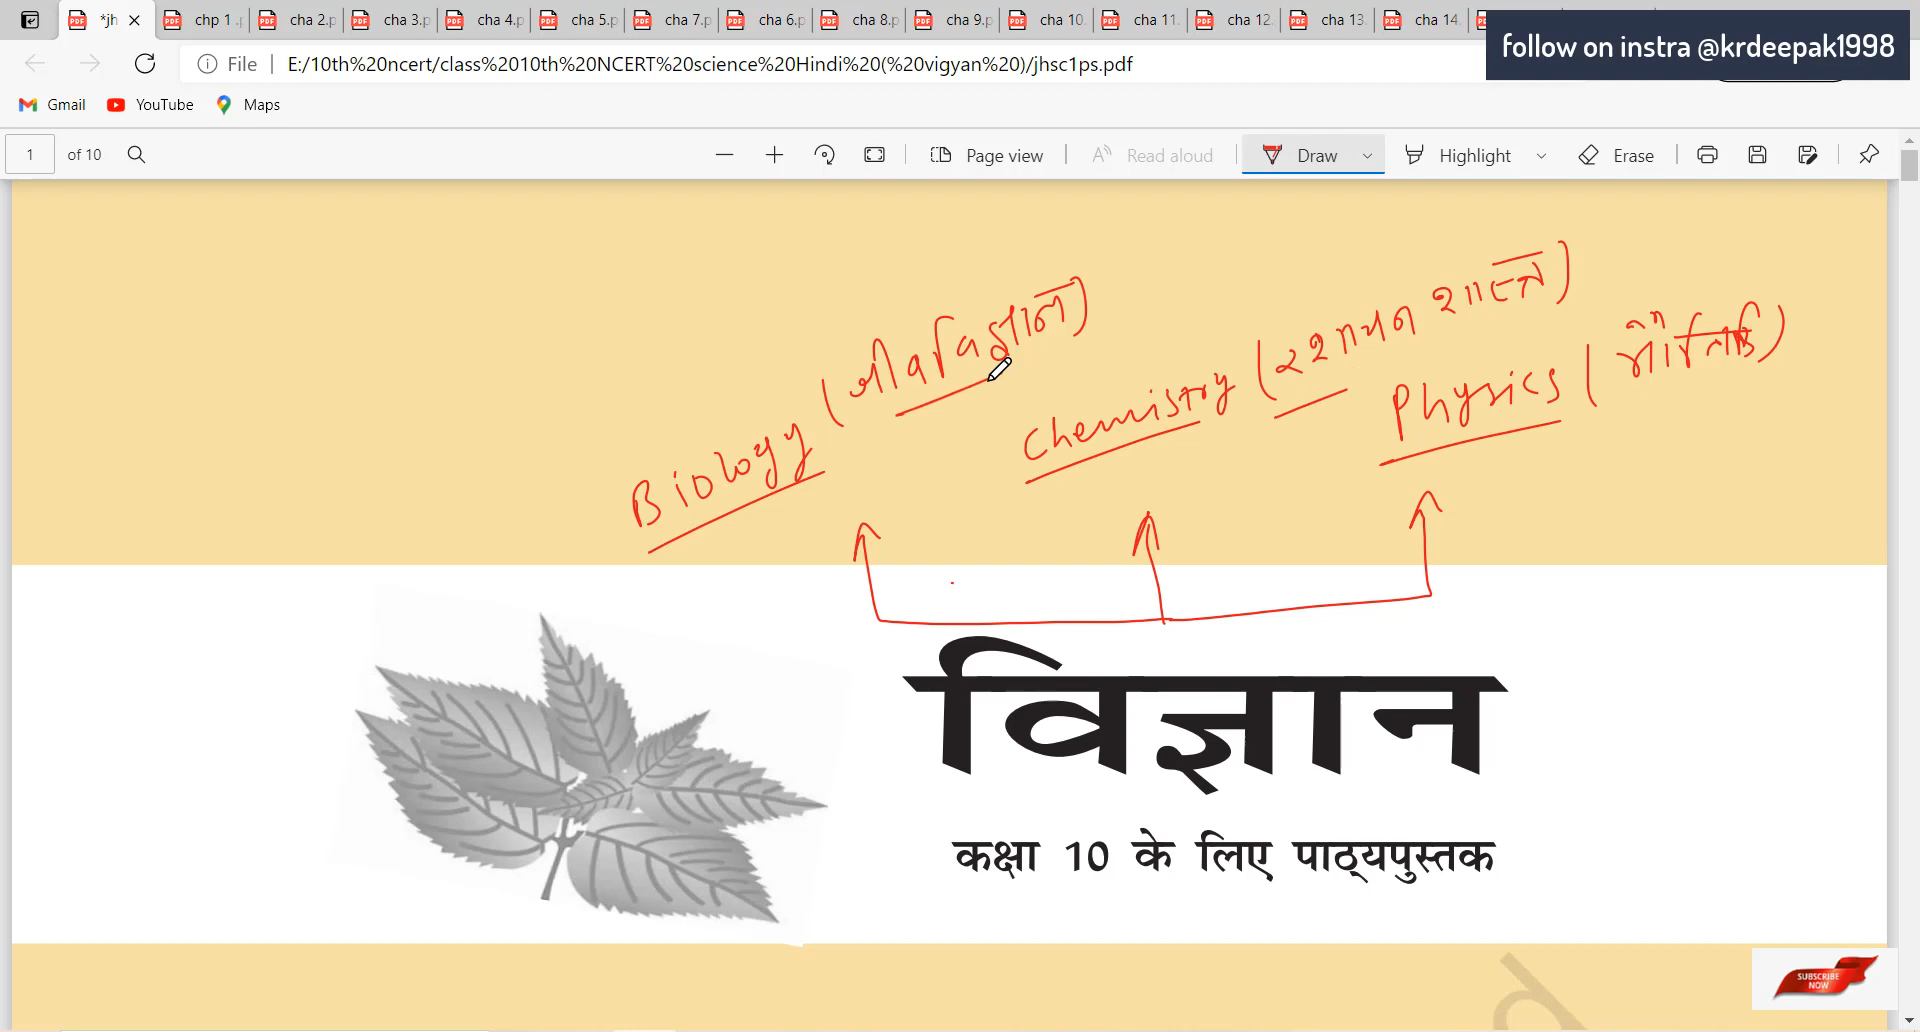 *jh chp 1 .p cha 2.p cha 3.p cha 4.p cha 5.p cha 7.p cha 6.p cha 8.p cha 9.p cha 10. cha 11. cha 12. cha 13. cha 14.
follow on instra @krdeepak1998
File E:/10th%20ncert/class%2010th%20NCERT%20science%20Hindi%20(%20vigyan%20)/jhsc1ps.pdf
Gmail YouTube Maps
1 of 10 Page view Read aloud Draw Highlight Erase
Biology (जीवविज्ञान)
Chemistry (रसायन शास्त्र)
Physics (
विज्ञान
कक्षा 10 के लिए पाठ्यपुस्तक
SUBSCRIBE
NOW